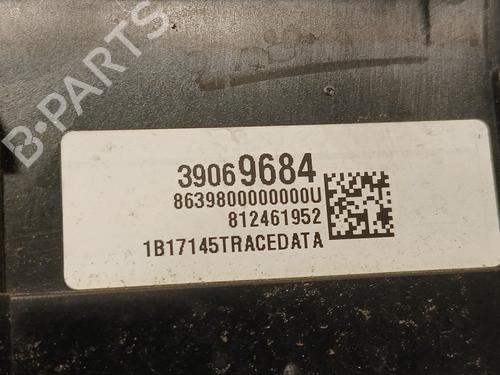 B-PARTS
39069684
8639800000000U
812461952
1B17145TRACEDATA